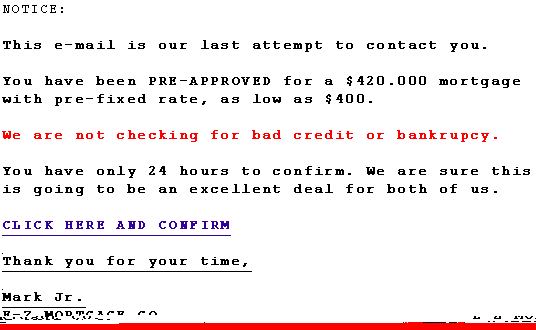 NOTICE:
This e-mail is our last attempt to contact you.
You have been PRE-APPROVED for a $420.000 mortgage
with pre-fixed rate, as low as $400.
We are not checking for bad credit or bankrupcy.
You have only 24 hours to confirm. We are sure this
is going to be an excellent deal for both of us.
CLICK HERE AND CONFIRM
Thank you for your time,
Mark Jr.
E-Z MORTGAGE CO